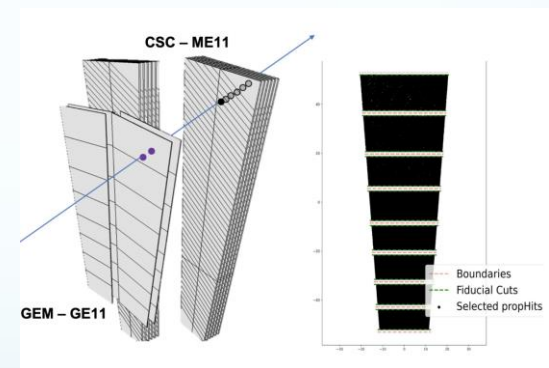 CSC – ME11
GEM – GE11
Boundaries
Fiducial Cuts
Selected propHits